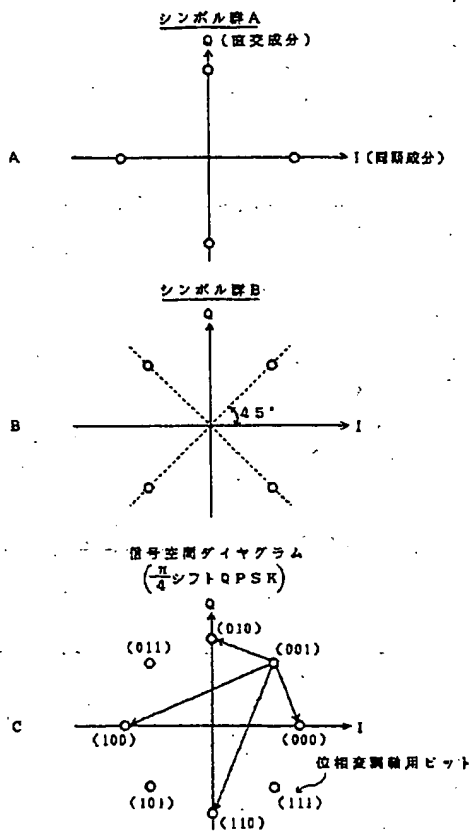 シンボル群A
Q(直交成分)
A
I(同期成分)
シンボル群B
Q
45°
B
I
信号空間ダイヤグラム
(π/4シフトQPSK)
Q
(010)
(011)
(001)
C
I
(100)
(000)
位相変調軸用ビット
(101)
(111)
(110)